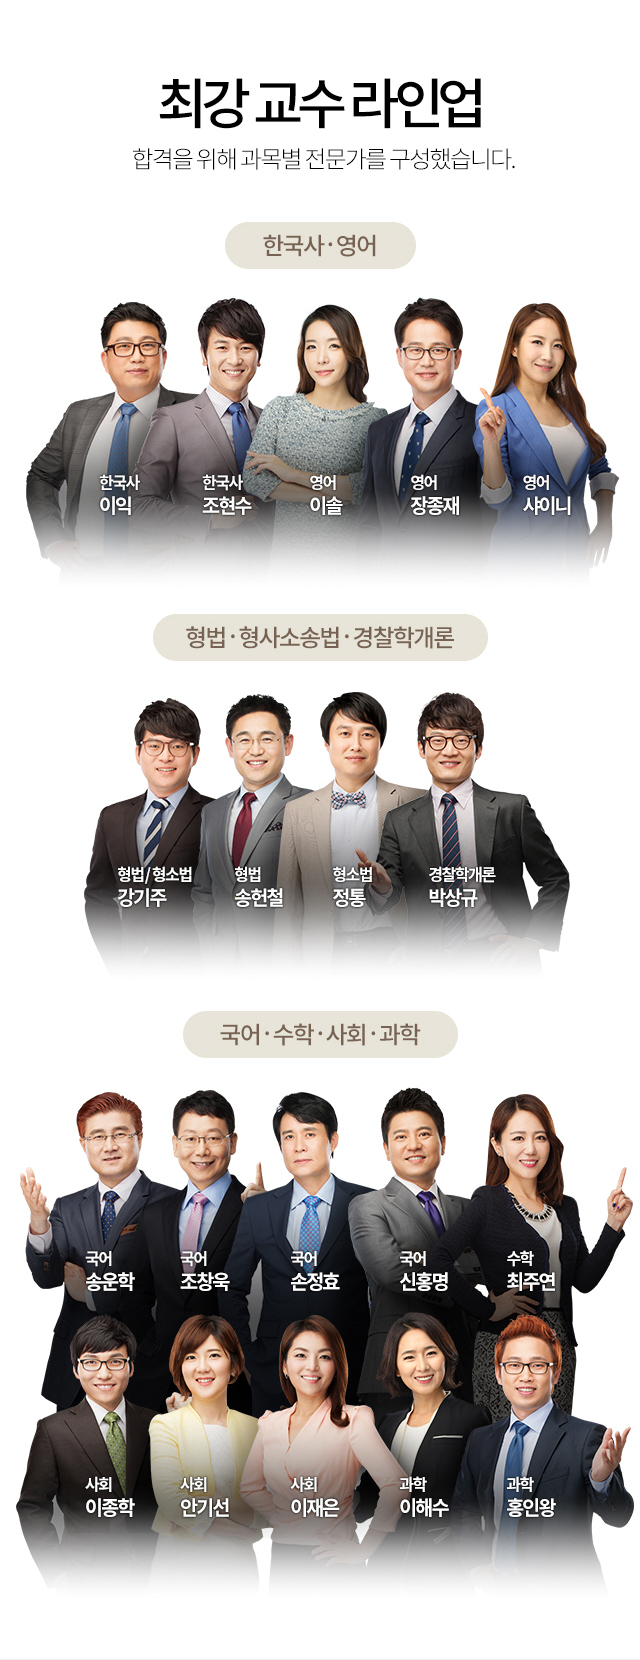 최강 교수 라인업
합격을 위해 과목별 전문가를 구성했습니다.
한국사·영어
한국사
이익
한국사
조현수
영어
이솔
영어
장종재
영어
샤이니
형법·형사소송법·경찰학개론
형법/형소법
강기주
형법
송헌철
형소법
정통
경찰학개론
박상규
국어·수학·사회·과학
국어
송운학
국어
조창욱
국어
손정효
국어
신홍명
수학
최주연
사회
이종학
사회
안기선
사회
이재은
과학
이해수
과학
홍인왕